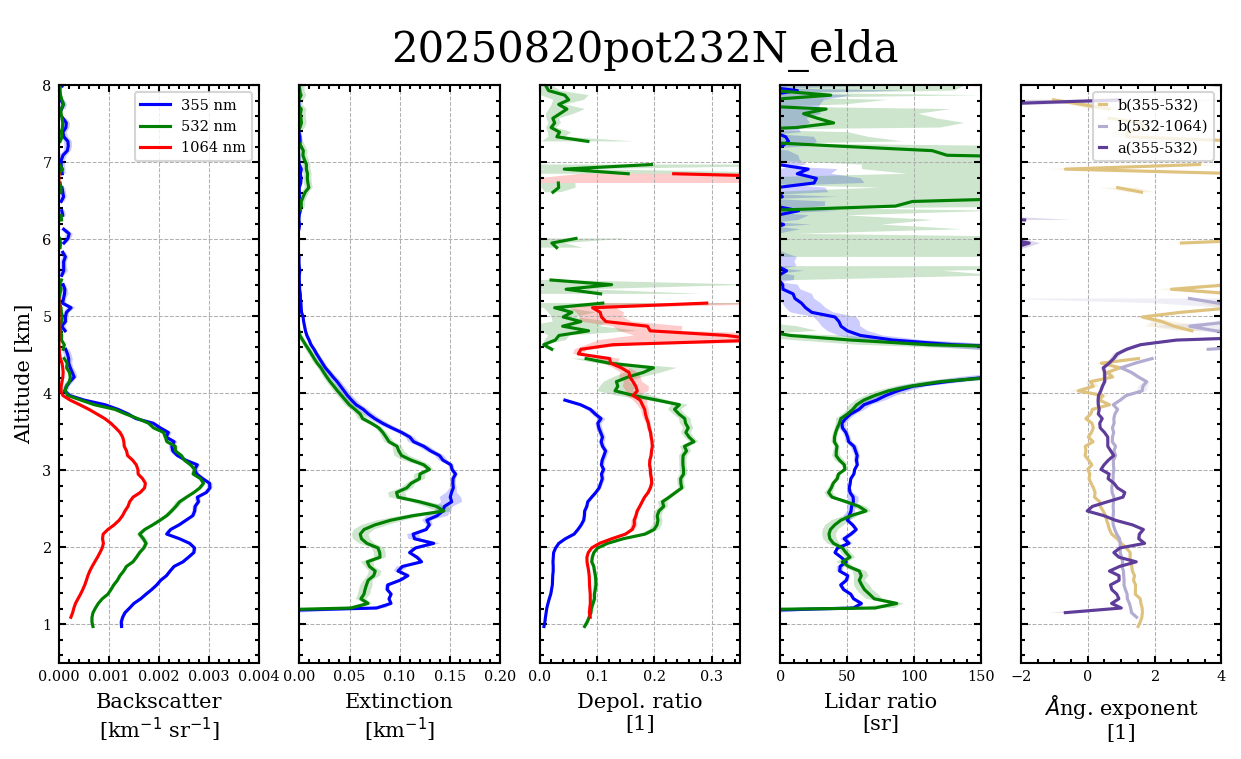 20250820pot232N_elda
Altitude [km]
8
7
6
5
4
3
2
1
355 nm
532 nm
1064 nm
0.000 0.001 0.002 0.003 0.004
Backscatter
[km⁻¹ sr⁻¹]
0.00 0.05 0.10 0.15 0.20
Extinction
[km⁻¹]
0.0 0.1 0.2 0.3
Depol. ratio
[1]
0 50 100 150
Lidar ratio
[sr]
b(355-532)
b(532-1064)
a(355-532)
−2 0 2 4
Ång. exponent
[1]